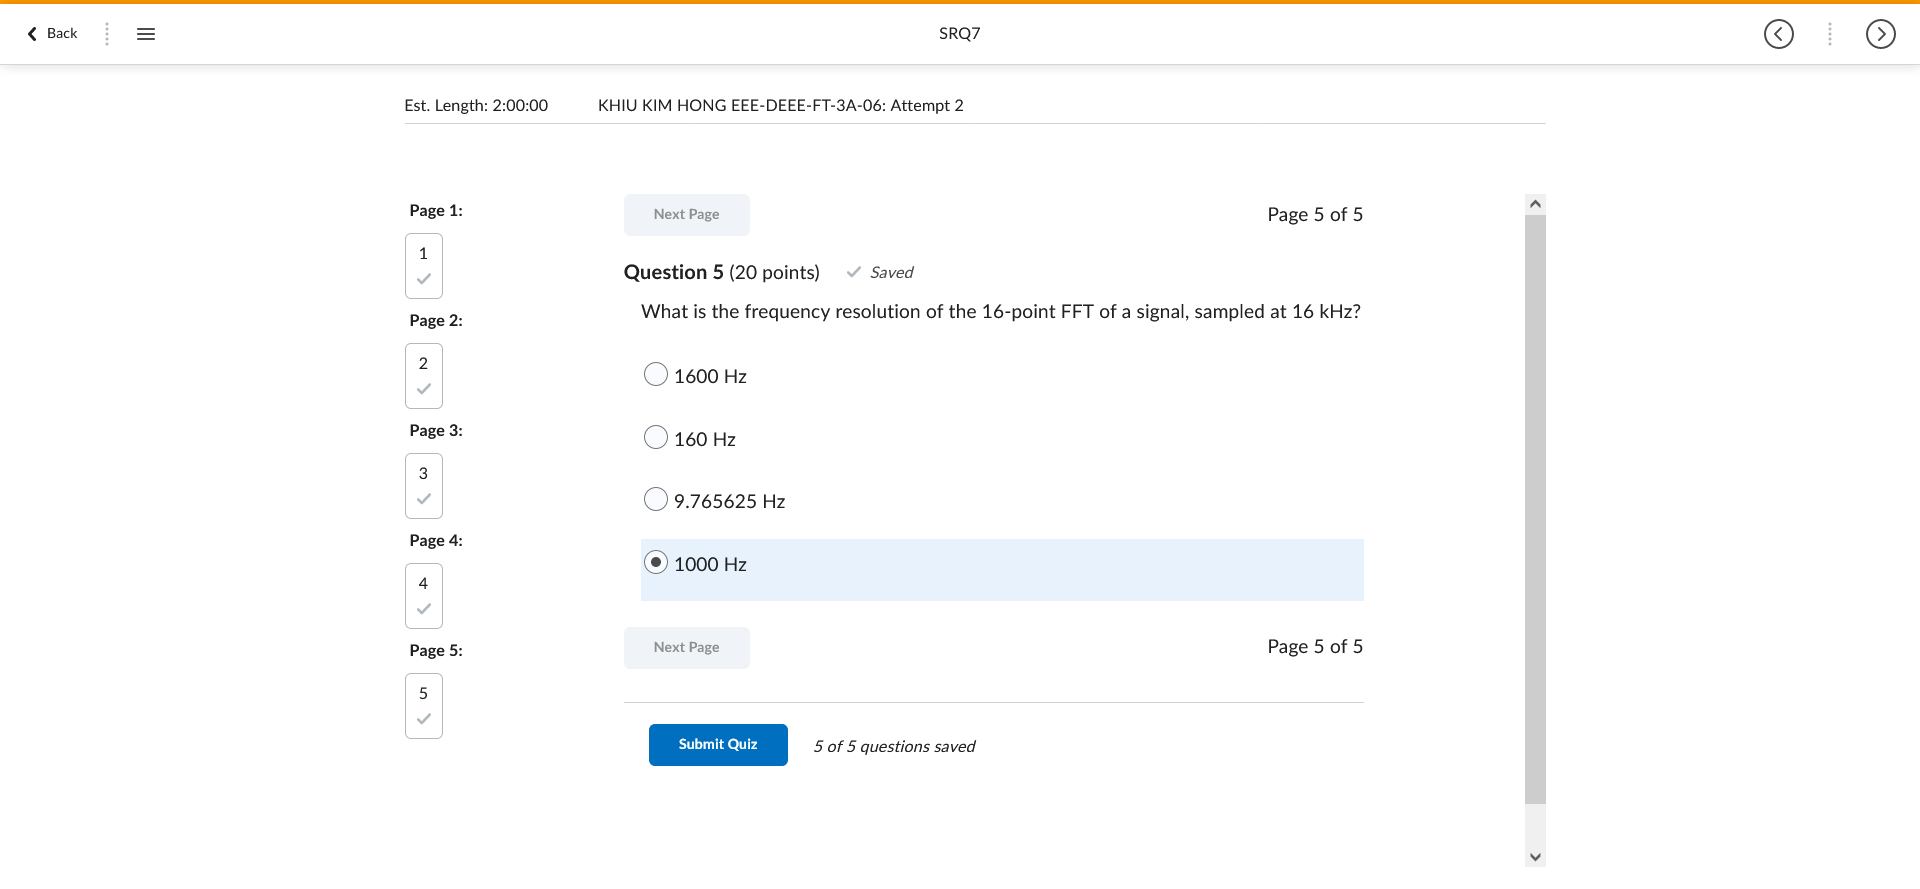 Back
SRQ7
Est. Length: 2:00:00 KHIU KIM HONG EEE-DEEE-FT-3A-06: Attempt 2
Page 1:
1
Page 2:
2
Page 3:
3
Page 4:
4
Page 5:
5
Next Page Page 5 of 5
Question 5 (20 points) Saved
What is the frequency resolution of the 16-point FFT of a signal, sampled at 16 kHz?
1600 Hz
160 Hz
9.765625 Hz
1000 Hz
Next Page Page 5 of 5
Submit Quiz 5 of 5 questions saved